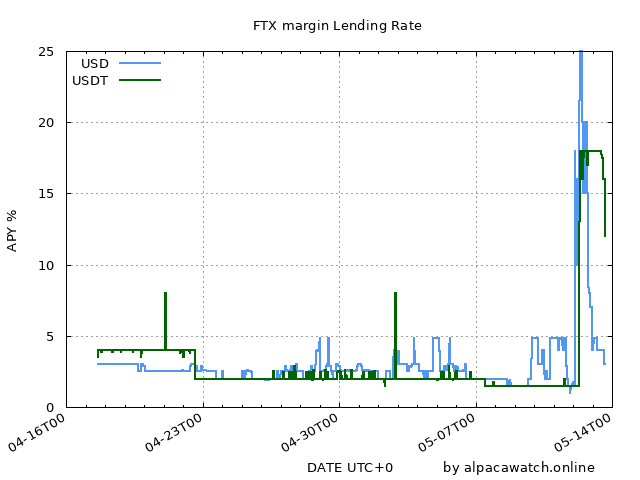 FTX margin Lending Rate
USD
USDT
25
20
15
10
5
0
APY %
04-16T00
04-23T00
04-30T00
05-07T00
05-14T00
DATE UTC+0
by alpacawatch.online